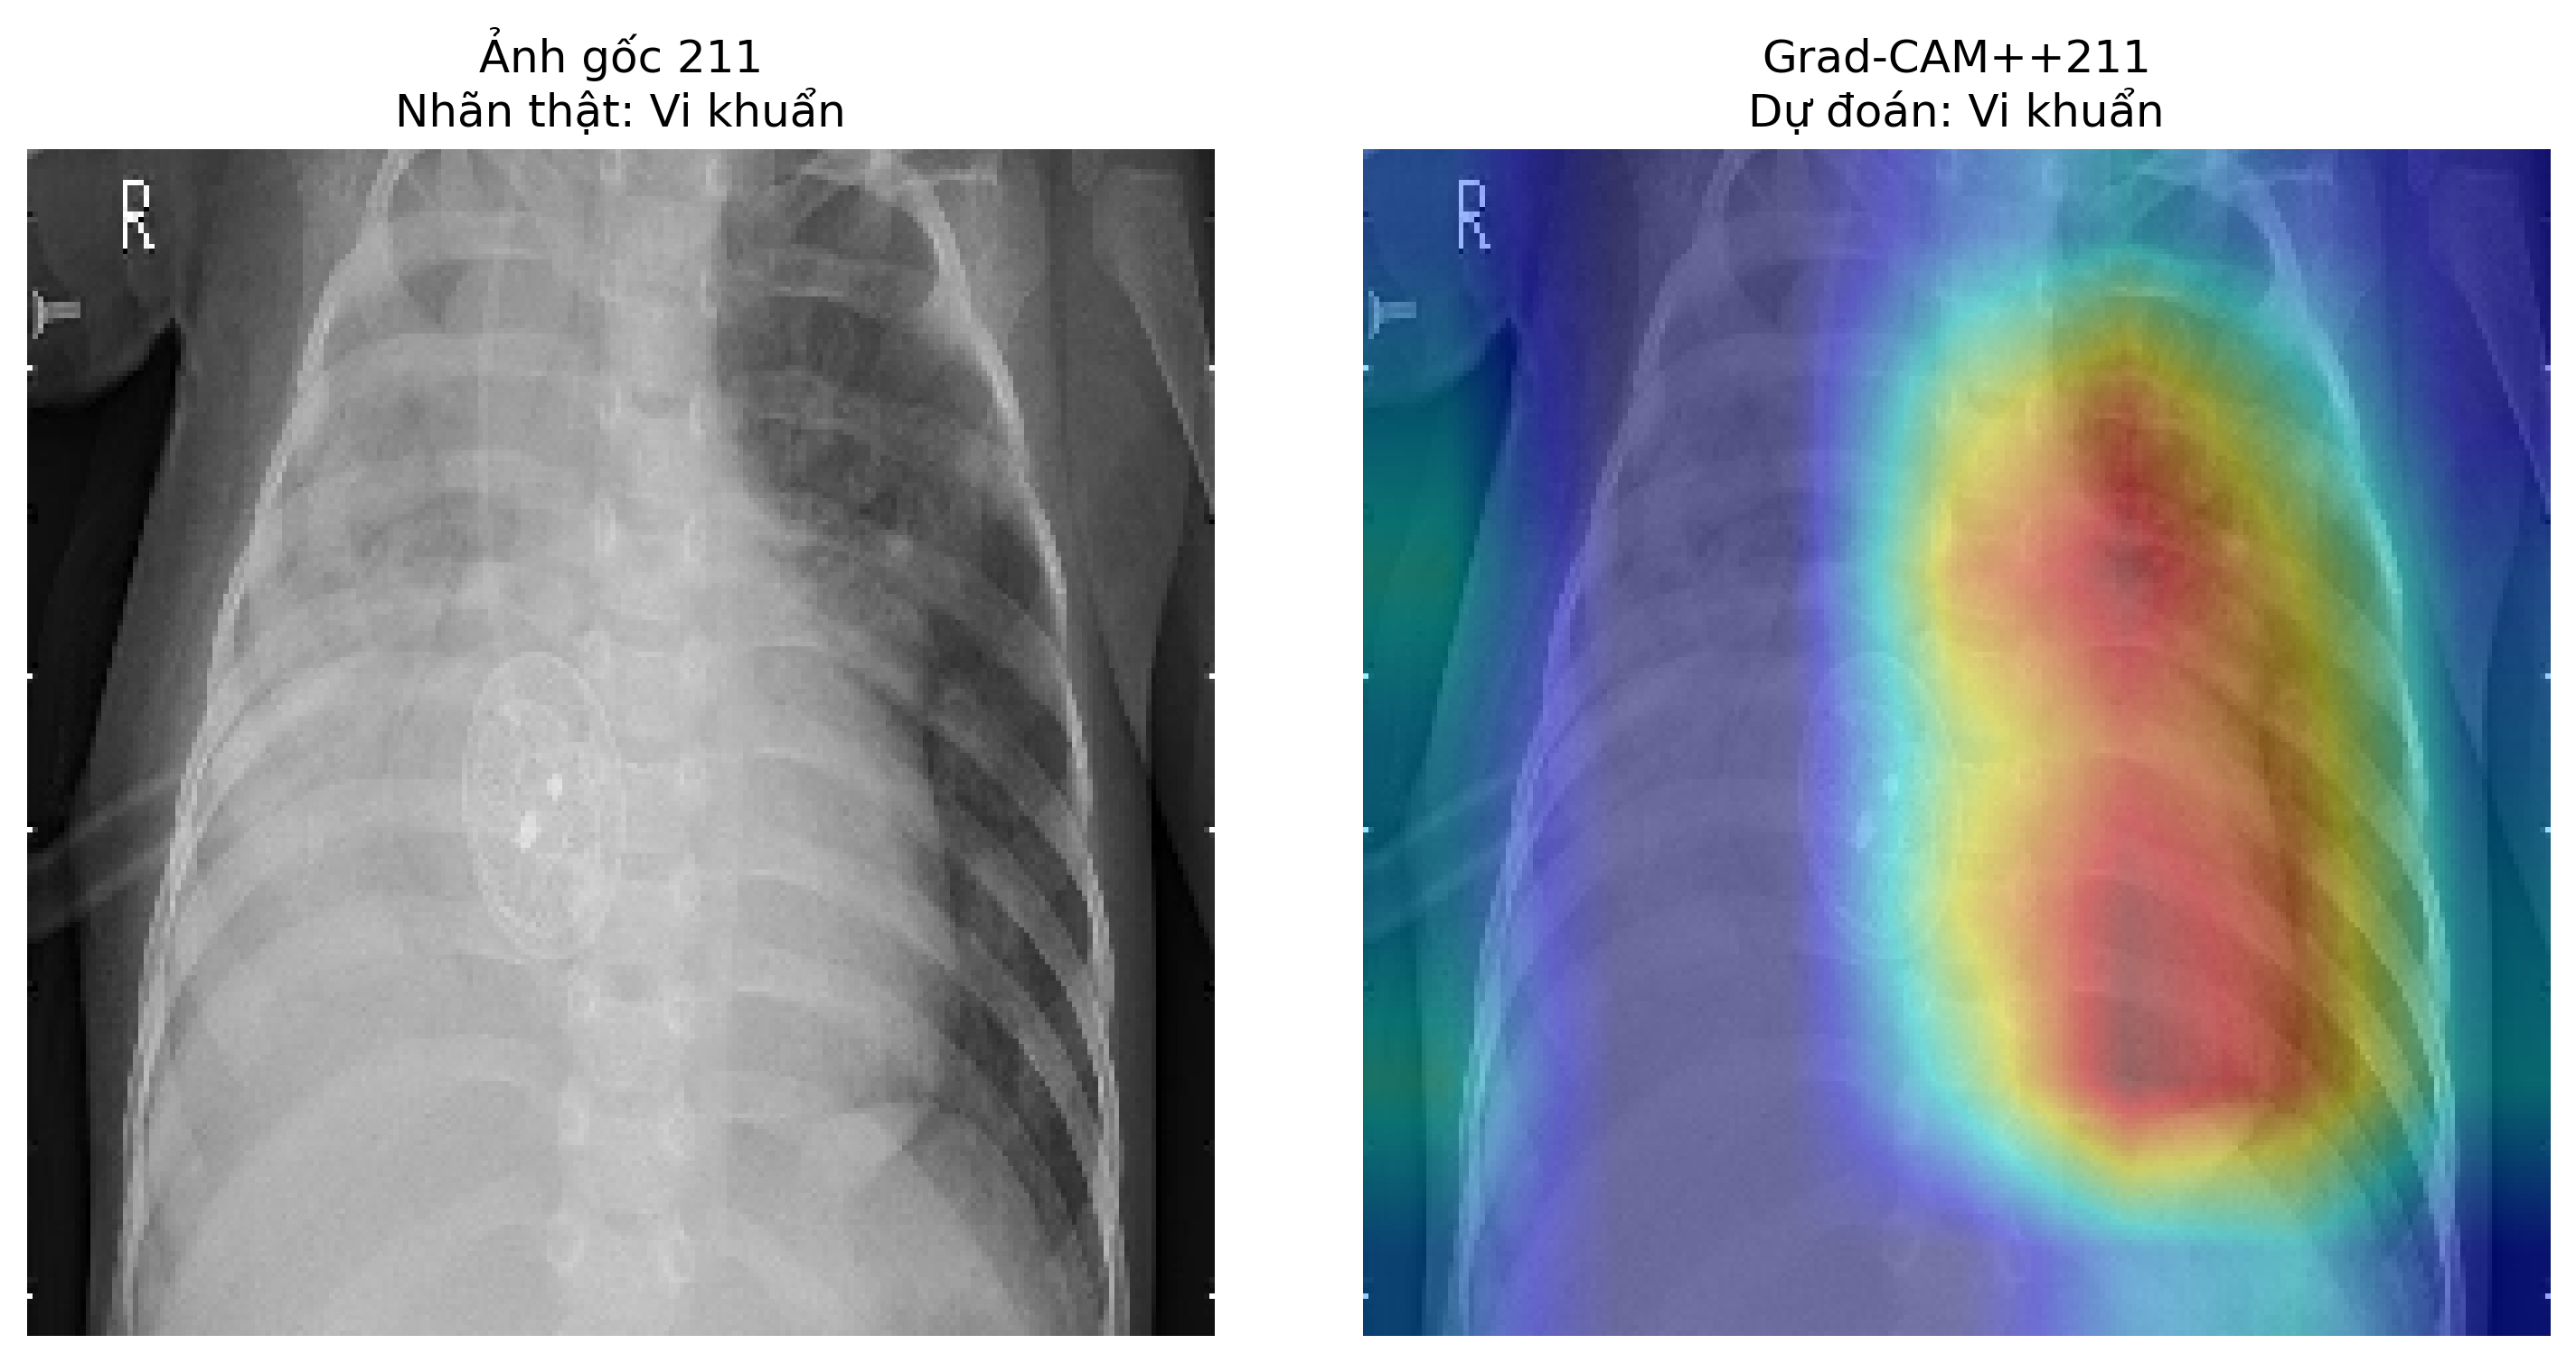 Ảnh gốc 211
Nhãn thật: Vi khuẩn
Grad-CAM++211
Dự đoán: Vi khuẩn
R
R